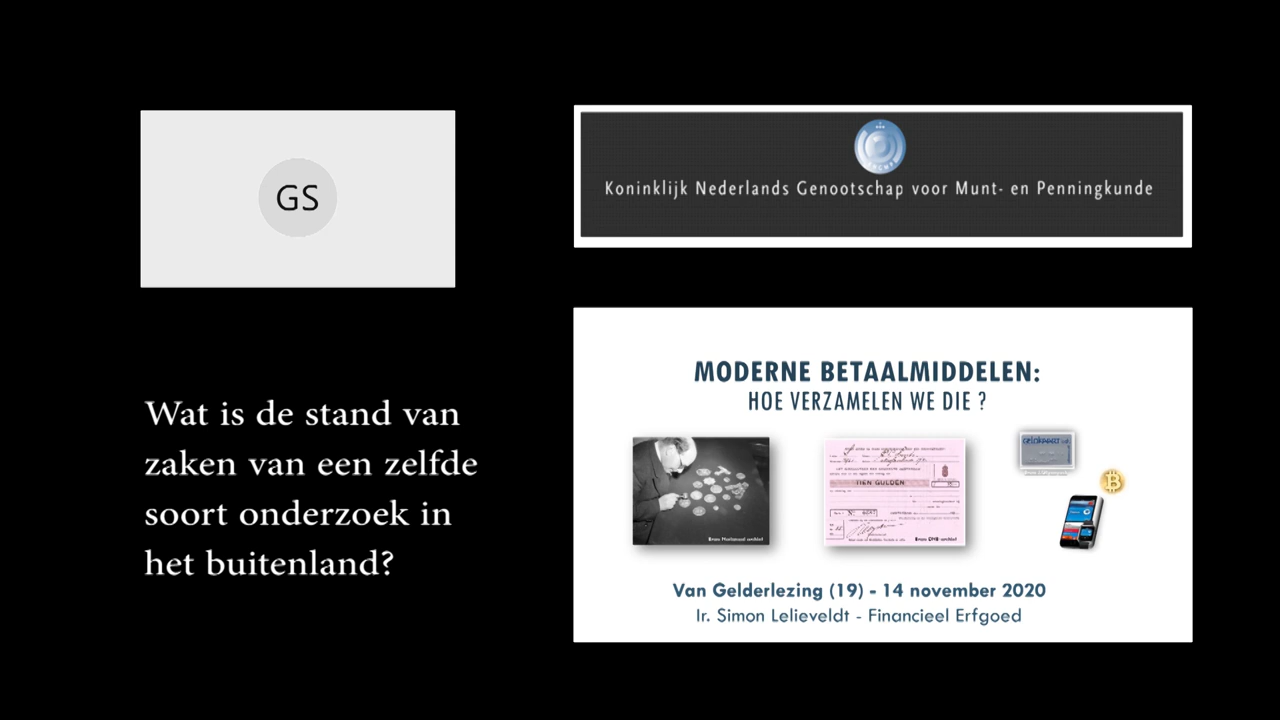 GS
Koninklijk Nederlands Genootschap voor Munt- en Penningkunde
Wat is de stand van
zaken van een zelfde
soort onderzoek in
het buitenland?
MODERNE BETAALMIDDELEN:
HOE VERZAMELEN WE DIE ?
TIEN GULDEN
Van Gelderlezing (19) - 14 november 2020
Ir. Simon Lelieveldt - Financieel Erfgoed